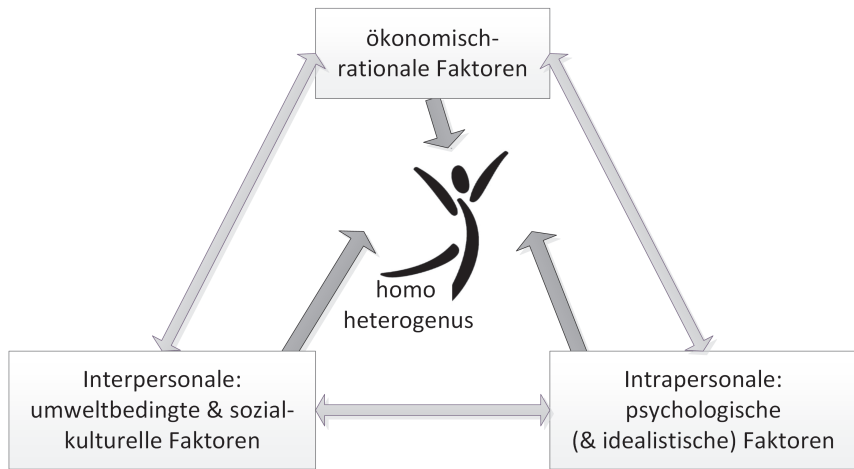 ökonomisch-
rationale Faktoren
homo
heterogenus
Interpersonale:
umweltbedingte & sozial-
kulturelle Faktoren
Intrapersonale:
psychologische
(& idealistische) Faktoren